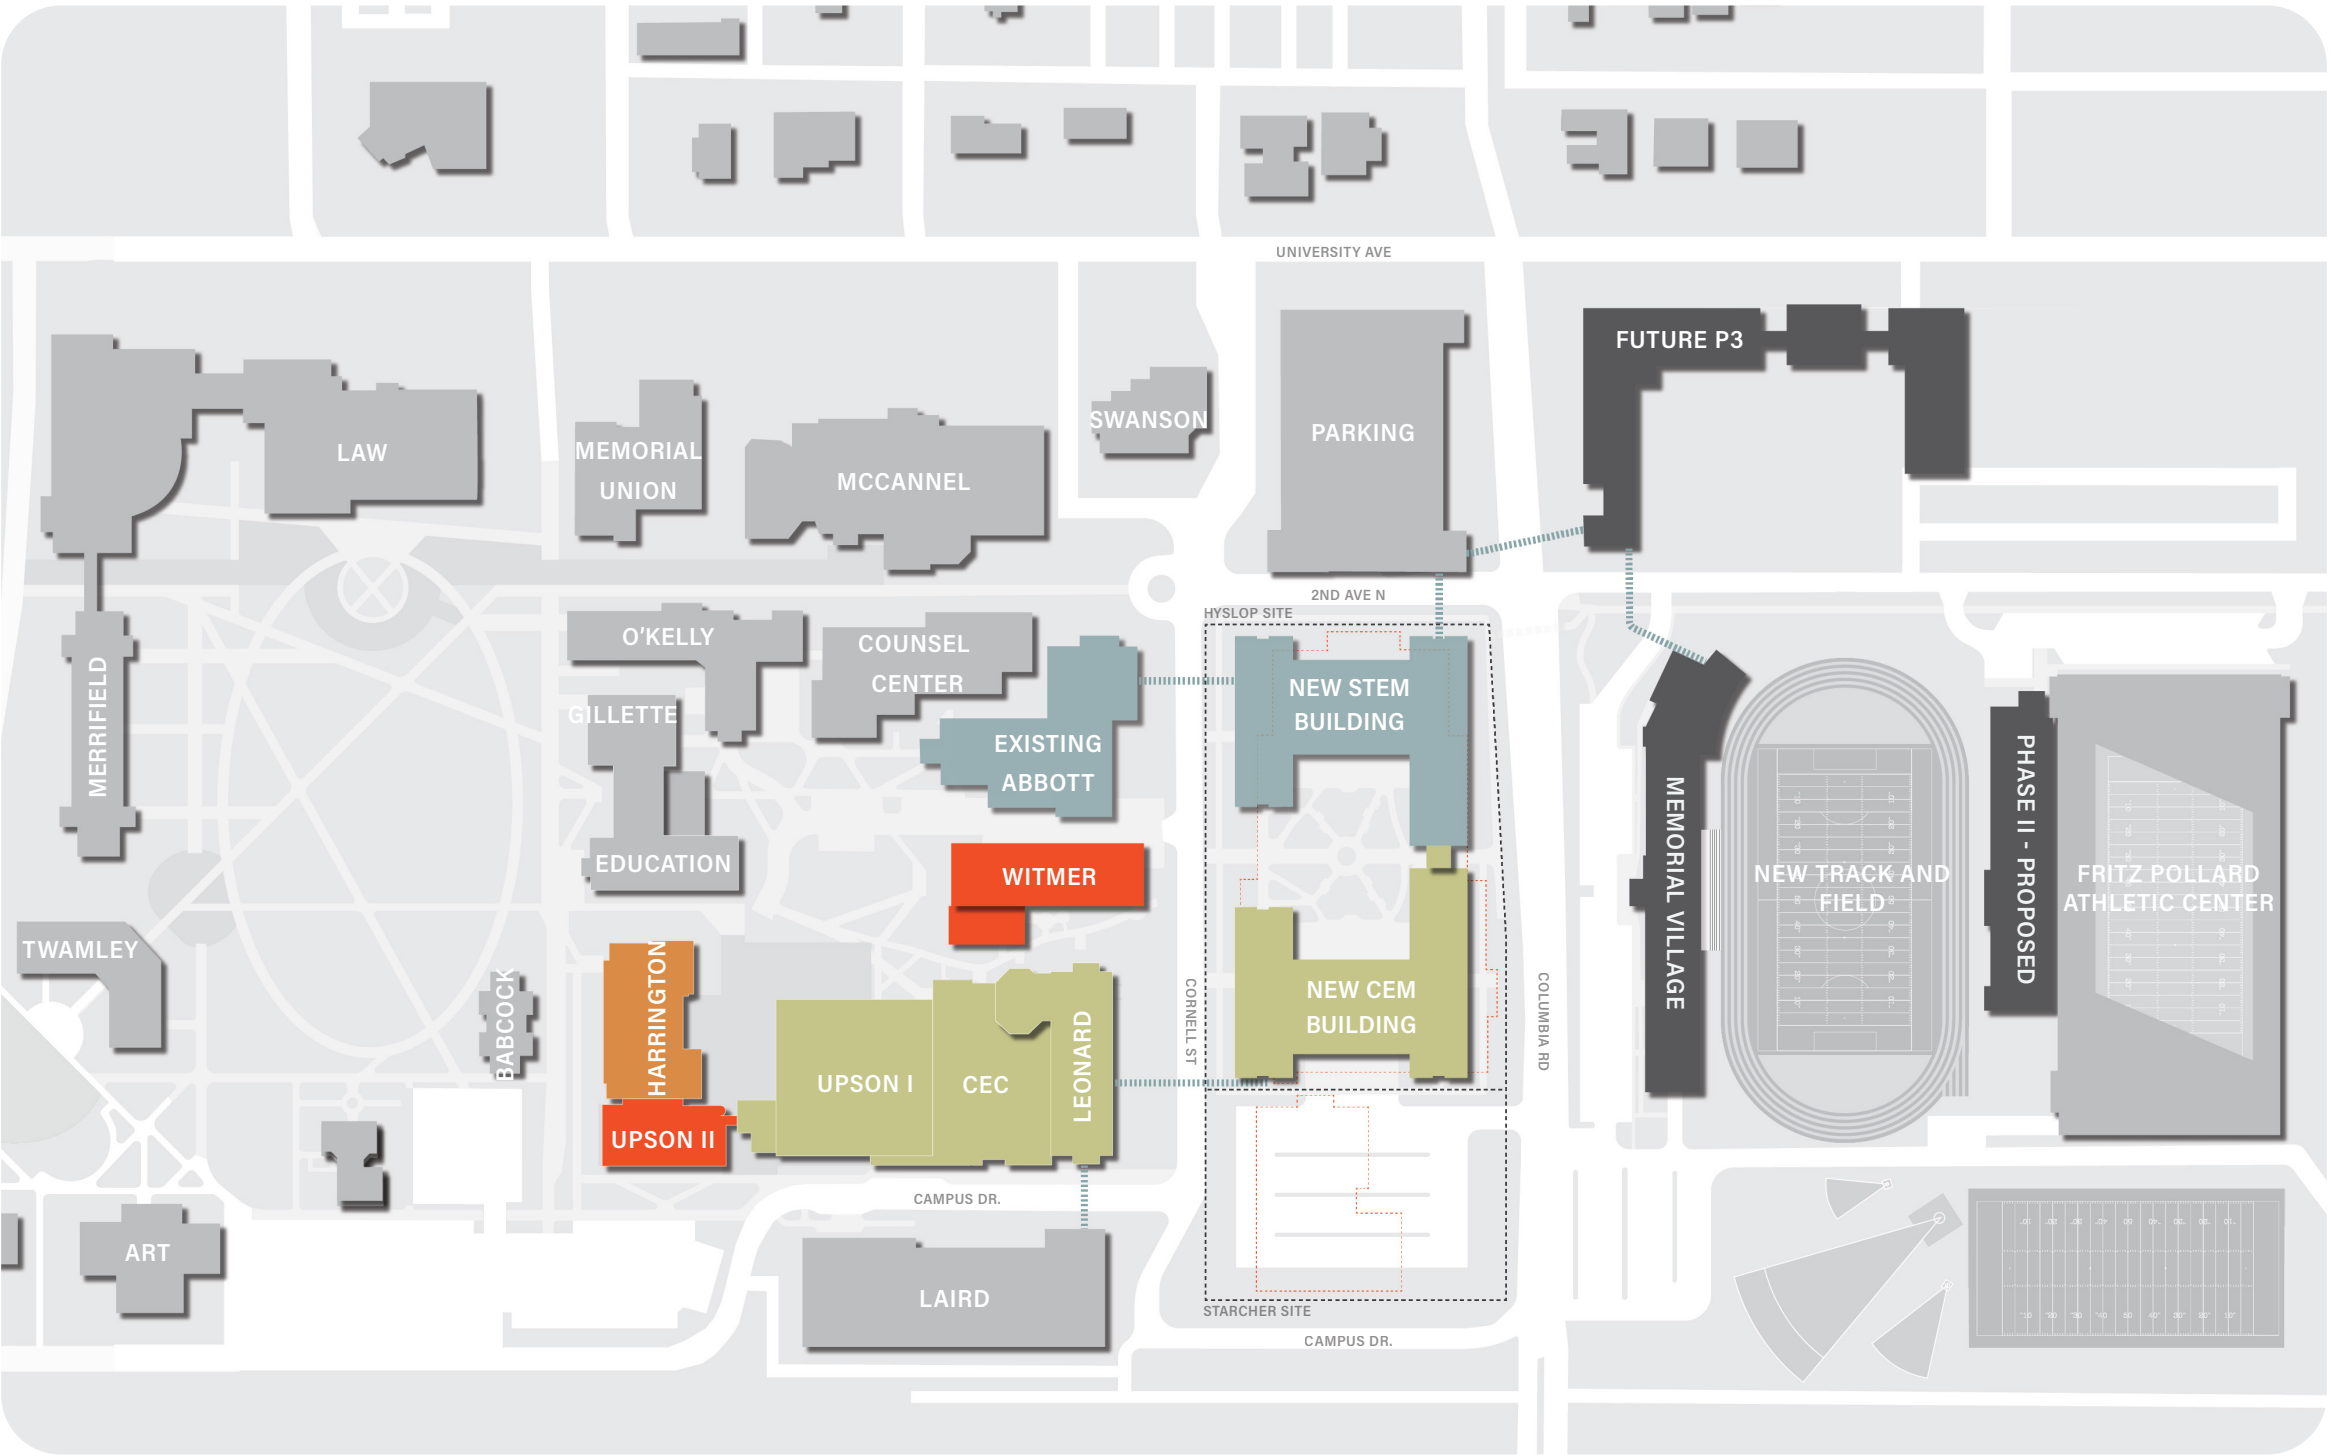 UNIVERSITY AVE
FUTURE P3
LAW
MEMORIAL
UNION
MCCANNEL
SWANSON
PARKING
2ND AVE N
HYSLOP SITE
MERRIFIELD
O'KELLY
COUNSEL
CENTER
GILLETTE
EXISTING
ABBOTT
NEW STEM
BUILDING
EDUCATION
WITMER
MEMORIAL VILLAGE
NEW TRACK AND
FIELD
PHASE II - PROPOSED
FRITZ POLLARD
ATHLETIC CENTER
TWAMLEY
BABCOCK
HARRINGTON
UPSON II
UPSON I
CEC
LEONARD
CORNELL ST
NEW CEM
BUILDING
COLUMBIA RD
CAMPUS DR.
ART
LAIRD
STARCHER SITE
CAMPUS DR.